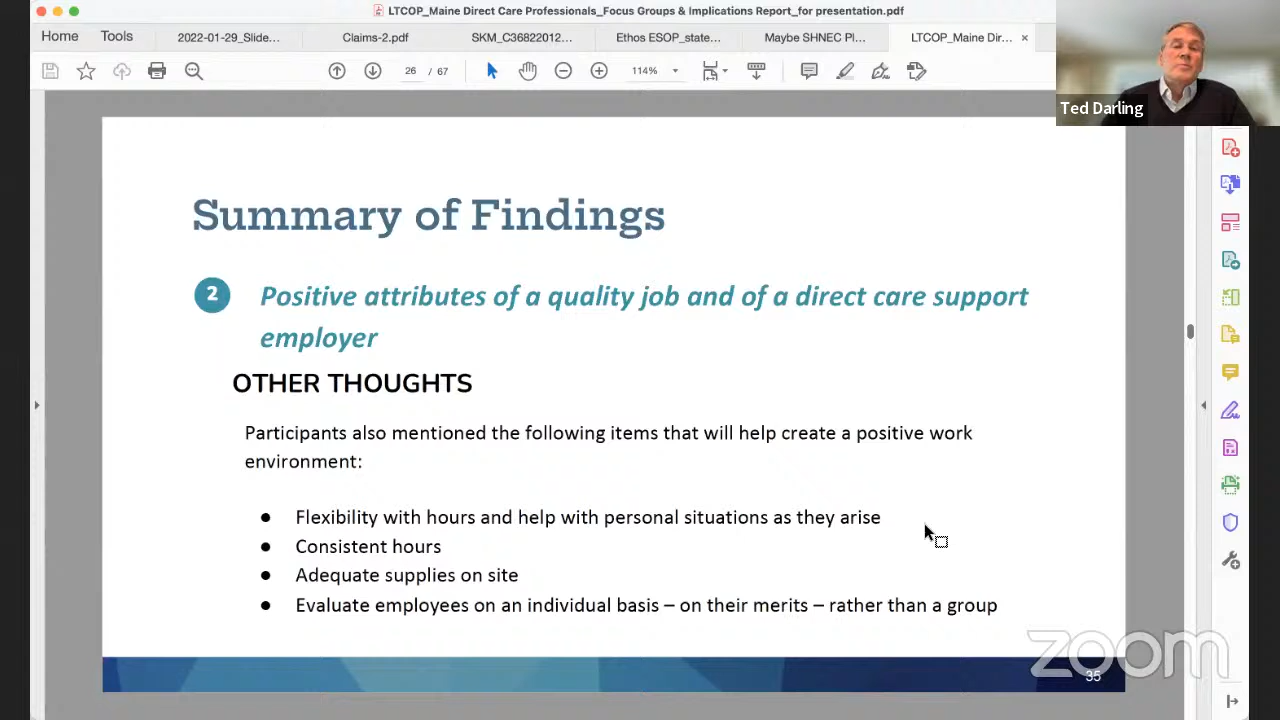 LTCOP_Maine Direct Care Professionals_Focus Groups & Implications Report_for presentation.pdf
Home
Tools
2022-01-29_Slide...
Claims-2.pdf
SKM_C36822012...
Ethos ESOP_state...
Maybe SHNEC Pl...
LTCOP_Maine Dir... ×
26 / 67
114%
Ted Darling
Summary of Findings
2
Positive attributes of a quality job and of a direct care support
employer
OTHER THOUGHTS
Participants also mentioned the following items that will help create a positive work
environment:
● Flexibility with hours and help with personal situations as they arise
● Consistent hours
● Adequate supplies on site
● Evaluate employees on an individual basis – on their merits – rather than a group
zoom
35